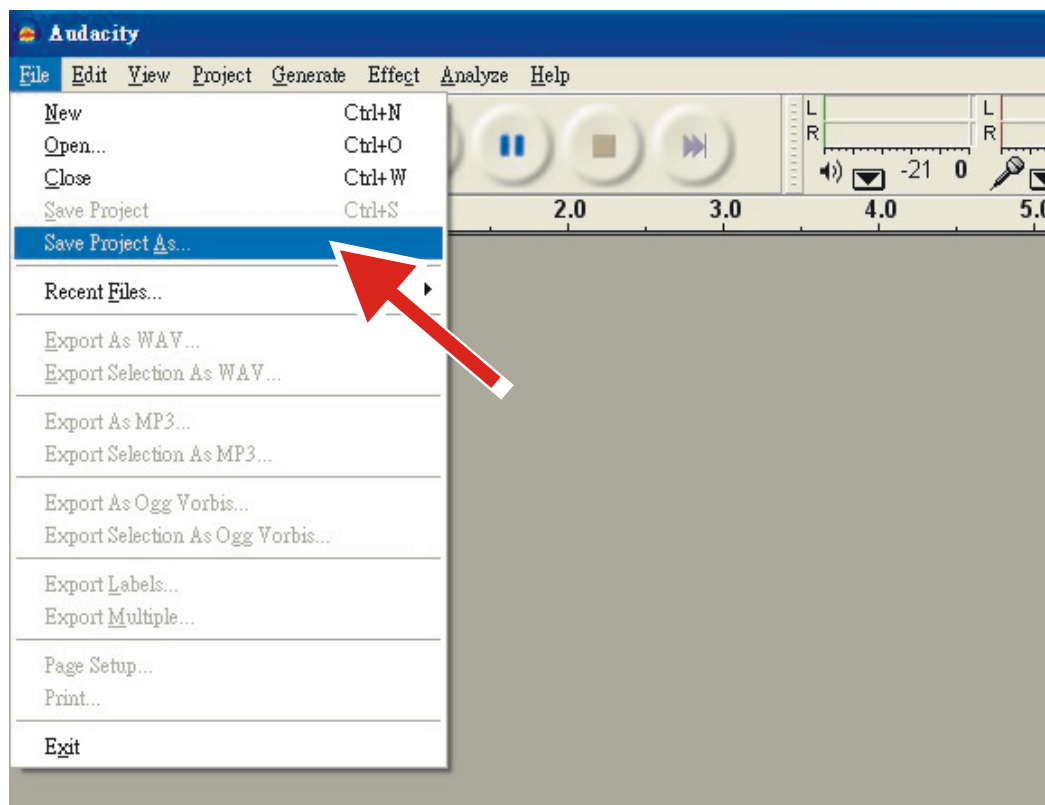 Audacity
File Edit View Project Generate Effect Analyze Help
New Ctrl+N
Open... Ctrl+O
Close Ctrl+W
Save Project Ctrl+S
Save Project As...
Recent Files...
Export As WAV...
Export Selection As WAV...
Export As MP3...
Export Selection As MP3...
Export As Ogg Vorbis...
Export Selection As Ogg Vorbis...
Export Labels...
Export Multiple...
Page Setup...
Print...
Exit
L L
R R
-21 0
2.0 3.0 4.0 5.0